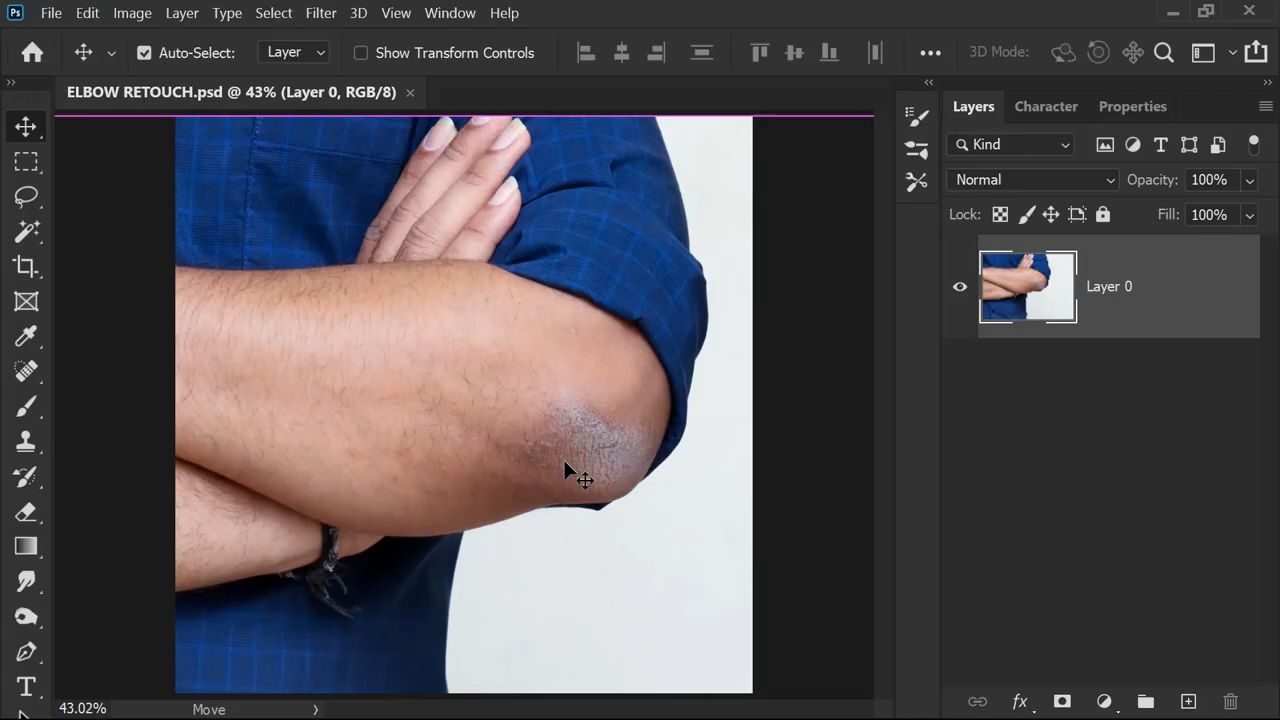 Ps File Edit Image Layer Type Select Filter 3D View Window Help
Auto-Select: Layer Show Transform Controls 3D Mode:
ELBOW RETOUCH.psd @ 43% (Layer 0, RGB/8) ×
Layers Character Properties
Kind
Normal Opacity: 100%
Lock: Fill: 100%
Layer 0
43.02% Move
fx